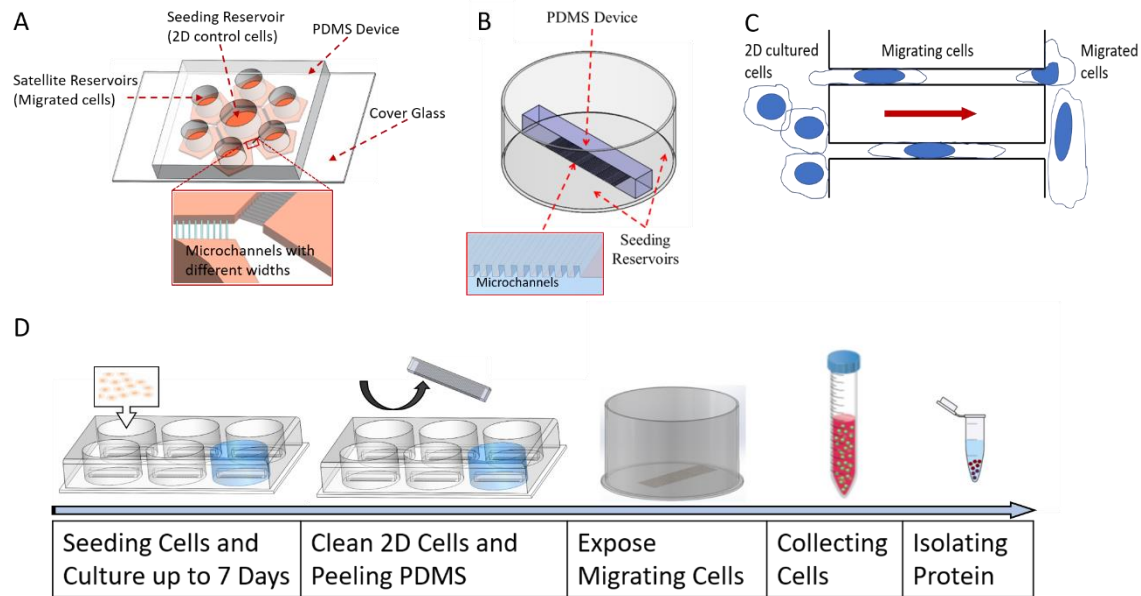 A
Seeding Reservoir
(2D control cells)
PDMS Device
Satellite Reservoirs
(Migrated cells)
Cover Glass
Microchannels with
different widths
B
PDMS Device
Seeding
Reservoirs
Microchannels
C
2D cultured
cells
Migrating cells
Migrated
cells
D
Seeding Cells and
Culture up to 7 Days
Clean 2D Cells and
Peeling PDMS
Expose
Migrating Cells
Collecting
Cells
Isolating
Protein